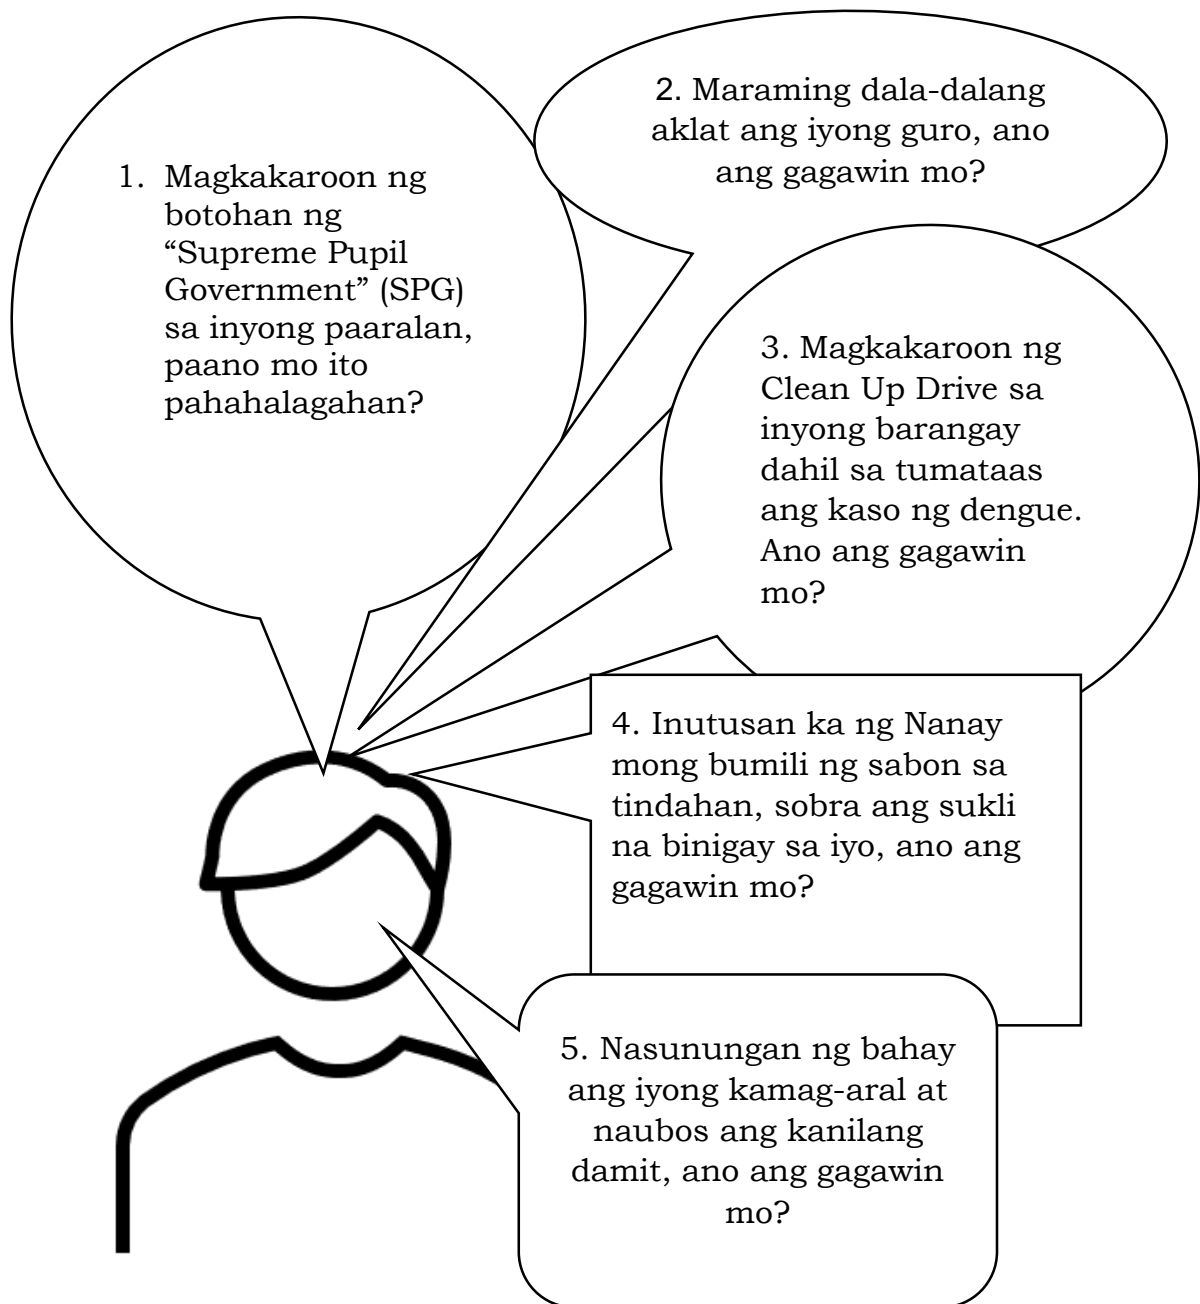 1. Magkakaroon ng
botohan ng
“Supreme Pupil
Government” (SPG)
sa inyong paaralan,
paano mo ito
pahahalagahan?
2. Maraming dala-dalang
aklat ang iyong guro, ano
ang gagawin mo?
3. Magkakaroon ng
Clean Up Drive sa
inyong barangay
dahil sa tumataas
ang kaso ng dengue.
Ano ang gagawin
mo?
4. Inutusan ka ng Nanay
mong bumili ng sabon sa
tindahan, sobra ang sukli
na binigay sa iyo, ano ang
gagawin mo?
5. Nasunungan ng bahay
ang iyong kamag-aral at
naubos ang kanilang
damit, ano ang gagawin
mo?